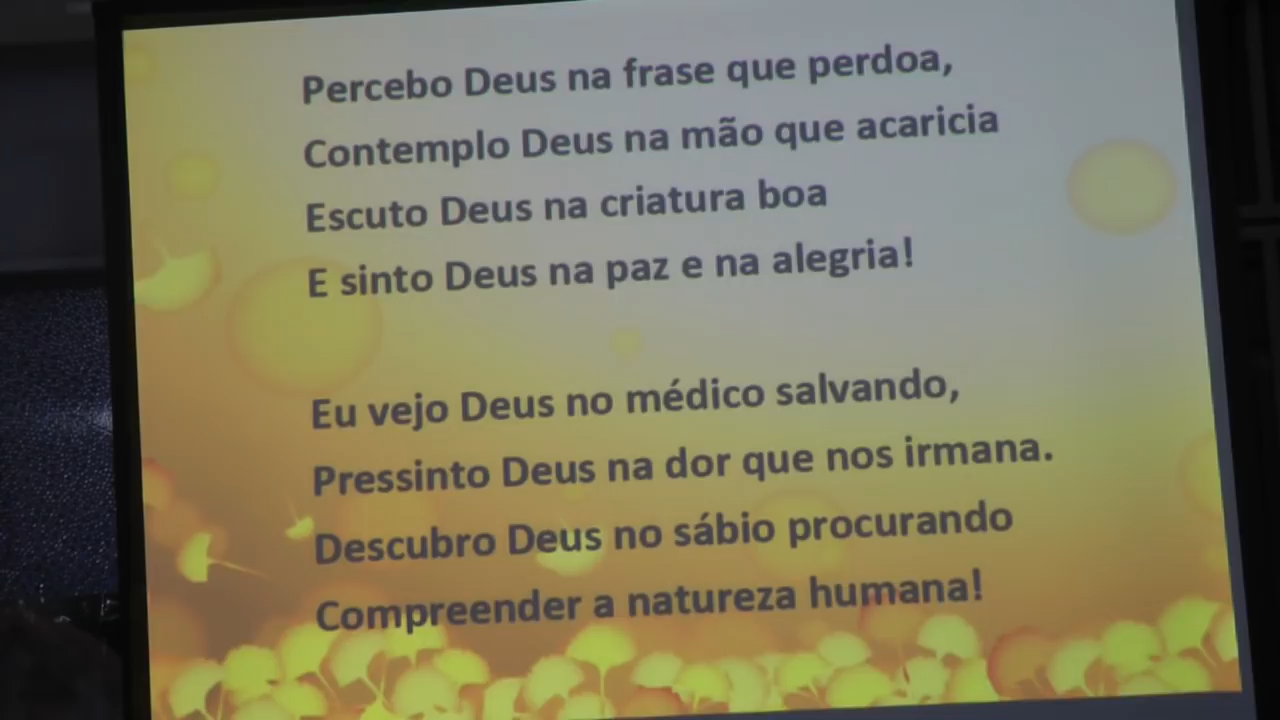 Percebo Deus na frase que perdoa,
Contemplo Deus na mão que acaricia
Escuto Deus na criatura boa
E sinto Deus na paz e na alegria!
Eu vejo Deus no médico salvando,
Pressinto Deus na dor que nos irmana.
Descubro Deus no sábio procurando
Compreender a natureza humana!